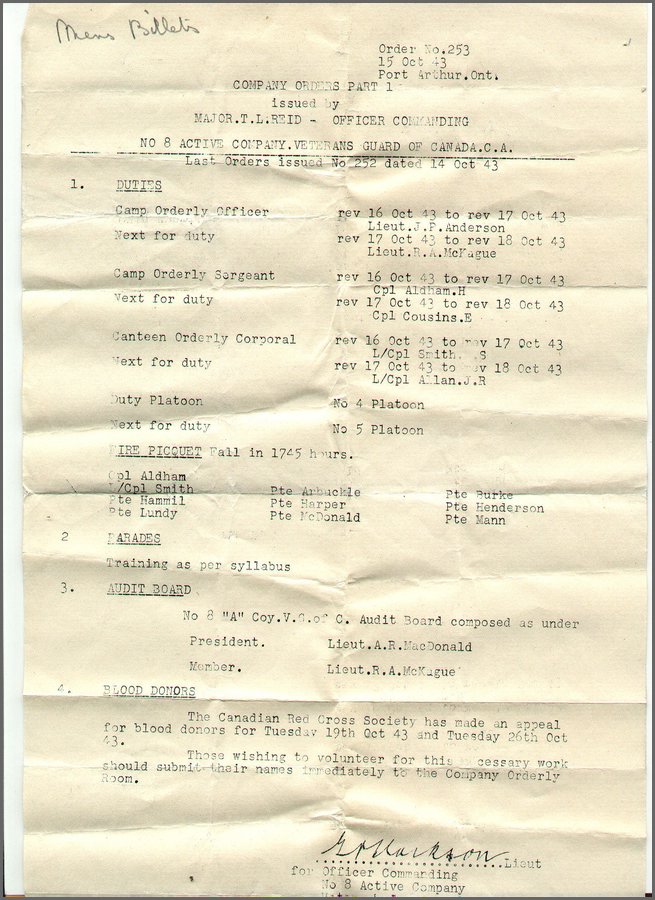 Mens Billets
Order No.253
15 Oct 43
Port Arthur.Ont.
COMPANY ORDERS PART 1
issued by
MAJOR.T.L.REID - OFFICER COMMANDING
NO 8 ACTIVE COMPANY.VETERANS GUARD OF CANADA.C.A.
Last Orders issued No 252 dated 14 Oct 43
1. DUTIES
Camp Orderly Officer rev 16 Oct 43 to rev 17 Oct 43
Lieut.J.P.Anderson
Next for duty rev 17 Oct 43 to rev 18 Oct 43
Lieut.R.A.McKague
Camp Orderly Sergeant rev 16 Oct 43 to rev 17 Oct 43
Cpl Aldham.H
Next for duty rev 17 Oct 43 to rev 18 Oct 43
Cpl Cousins.E
Canteen Orderly Corporal rev 16 Oct 43 to rev 17 Oct 43
L/Cpl Smith. .S
Next for duty rev 17 Oct 43 to rev 18 Oct 43
L/Cpl Allan.J.R
Duty Platoon No 4 Platoon
Next for duty No 5 Platoon
FIRE PICQUET Fall in 1745 hours.
Cpl Aldham
L/Cpl Smith Pte Arbuckle Pte Burke
Pte Hammil Pte Harper Pte Henderson
Pte Lundy Pte McDonald Pte Mann
2 PARADES
Training as per syllabus
3. AUDIT BOARD
No 8 "A" Coy.V.G.of C. Audit Board composed as under
President. Lieut.A.R.MacDonald
Member. Lieut.R.A.McKague
4. BLOOD DONORS
The Canadian Red Cross Society has made an appeal
for blood donors for Tuesday 19th Oct 43 and Tuesday 26th Oct
43.
Those wishing to volunteer for this necessary work
should submit their names immediately to the Company Orderly
Room.
Lieut
for Officer Commanding
No 8 Active Company